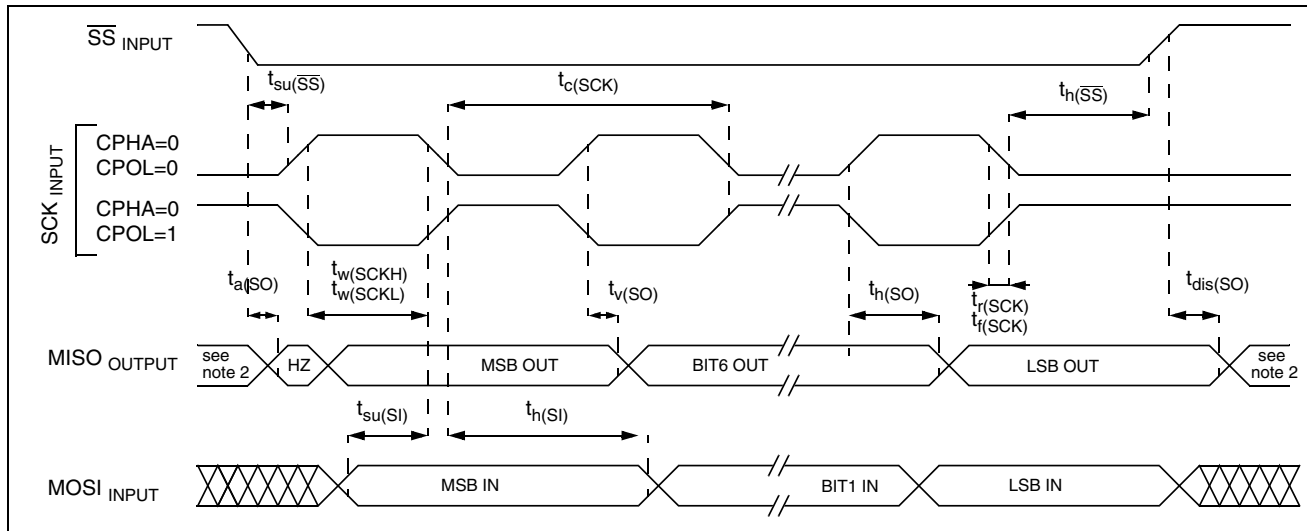 SS INPUT
tsu(SS)
tc(SCK)
th(SS)
SCK INPUT
CPHA=0
CPOL=0
CPHA=0
CPOL=1
ta(SO)
tw(SCKH)
tw(SCKL)
tv(SO)
th(SO)
tr(SCK)
tf(SCK)
tdis(SO)
MISO OUTPUT
see
note 2
HZ
MSB OUT
BIT6 OUT
LSB OUT
see
note 2
tsu(SI)
th(SI)
MOSI INPUT
MSB IN
BIT1 IN
LSB IN